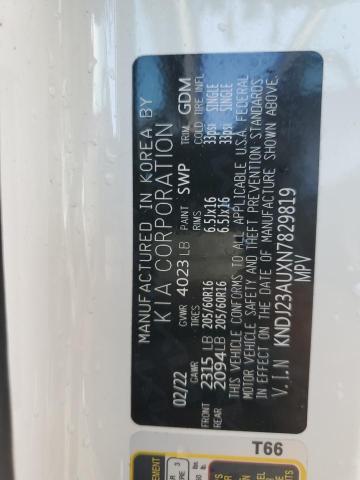 MANUFACTURED IN KOREA BY
KIA CORPORATION
02/22 GVWR 4023 LB PAINT SWP TRIM GDM
GAWR TIRES RIMS COLD TIRE INFL
FRONT 2315 LB 205/60R16 6.5JX16 33psi SINGLE
REAR 2094 LB 205/60R16 6.5JX16 33psi SINGLE
THIS VEHICLE CONFORMS TO ALL APPLICABLE U.S.A. FEDERAL
MOTOR VEHICLE SAFETY AND THEFT PREVENTION STANDARDS
IN EFFECT ON THE DATE OF MANUFACTURE SHOWN ABOVE.
V.I.N KNDJ23AUXN7829819
MPV
T66